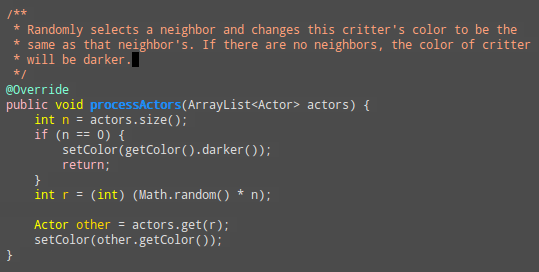 /**
 * Randomly selects a neighbor and changes this critter's color to be the
 * same as that neighbor's. If there are no neighbors, the color of critter
 * will be darker.
 */
@Override
public void processActors(ArrayList<Actor> actors) {
    int n = actors.size();
    if (n == 0) {
        setColor(getColor().darker());
        return;
    }
    int r = (int) (Math.random() * n);

    Actor other = actors.get(r);
    setColor(other.getColor());
}